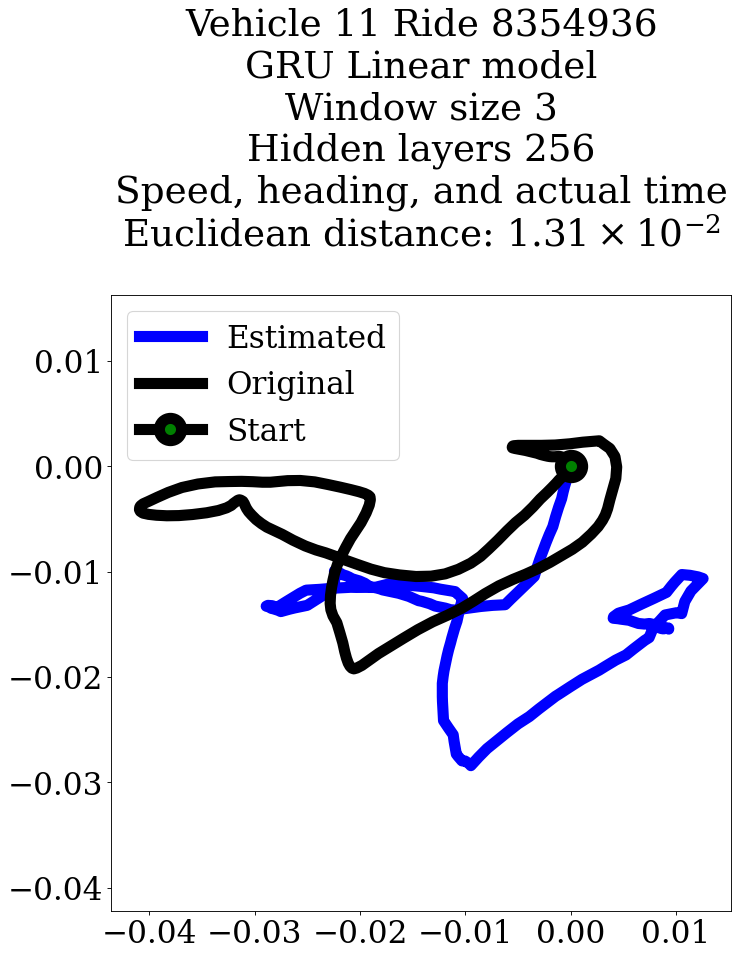 Vehicle 11 Ride 8354936
GRU Linear model
Window size 3
Hidden layers 256
Speed, heading, and actual time
Euclidean distance: 1.31 × 10⁻²
Estimated
Original
Start
0.01
0.00
−0.01
−0.02
−0.03
−0.04
−0.04 −0.03 −0.02 −0.01 0.00 0.01